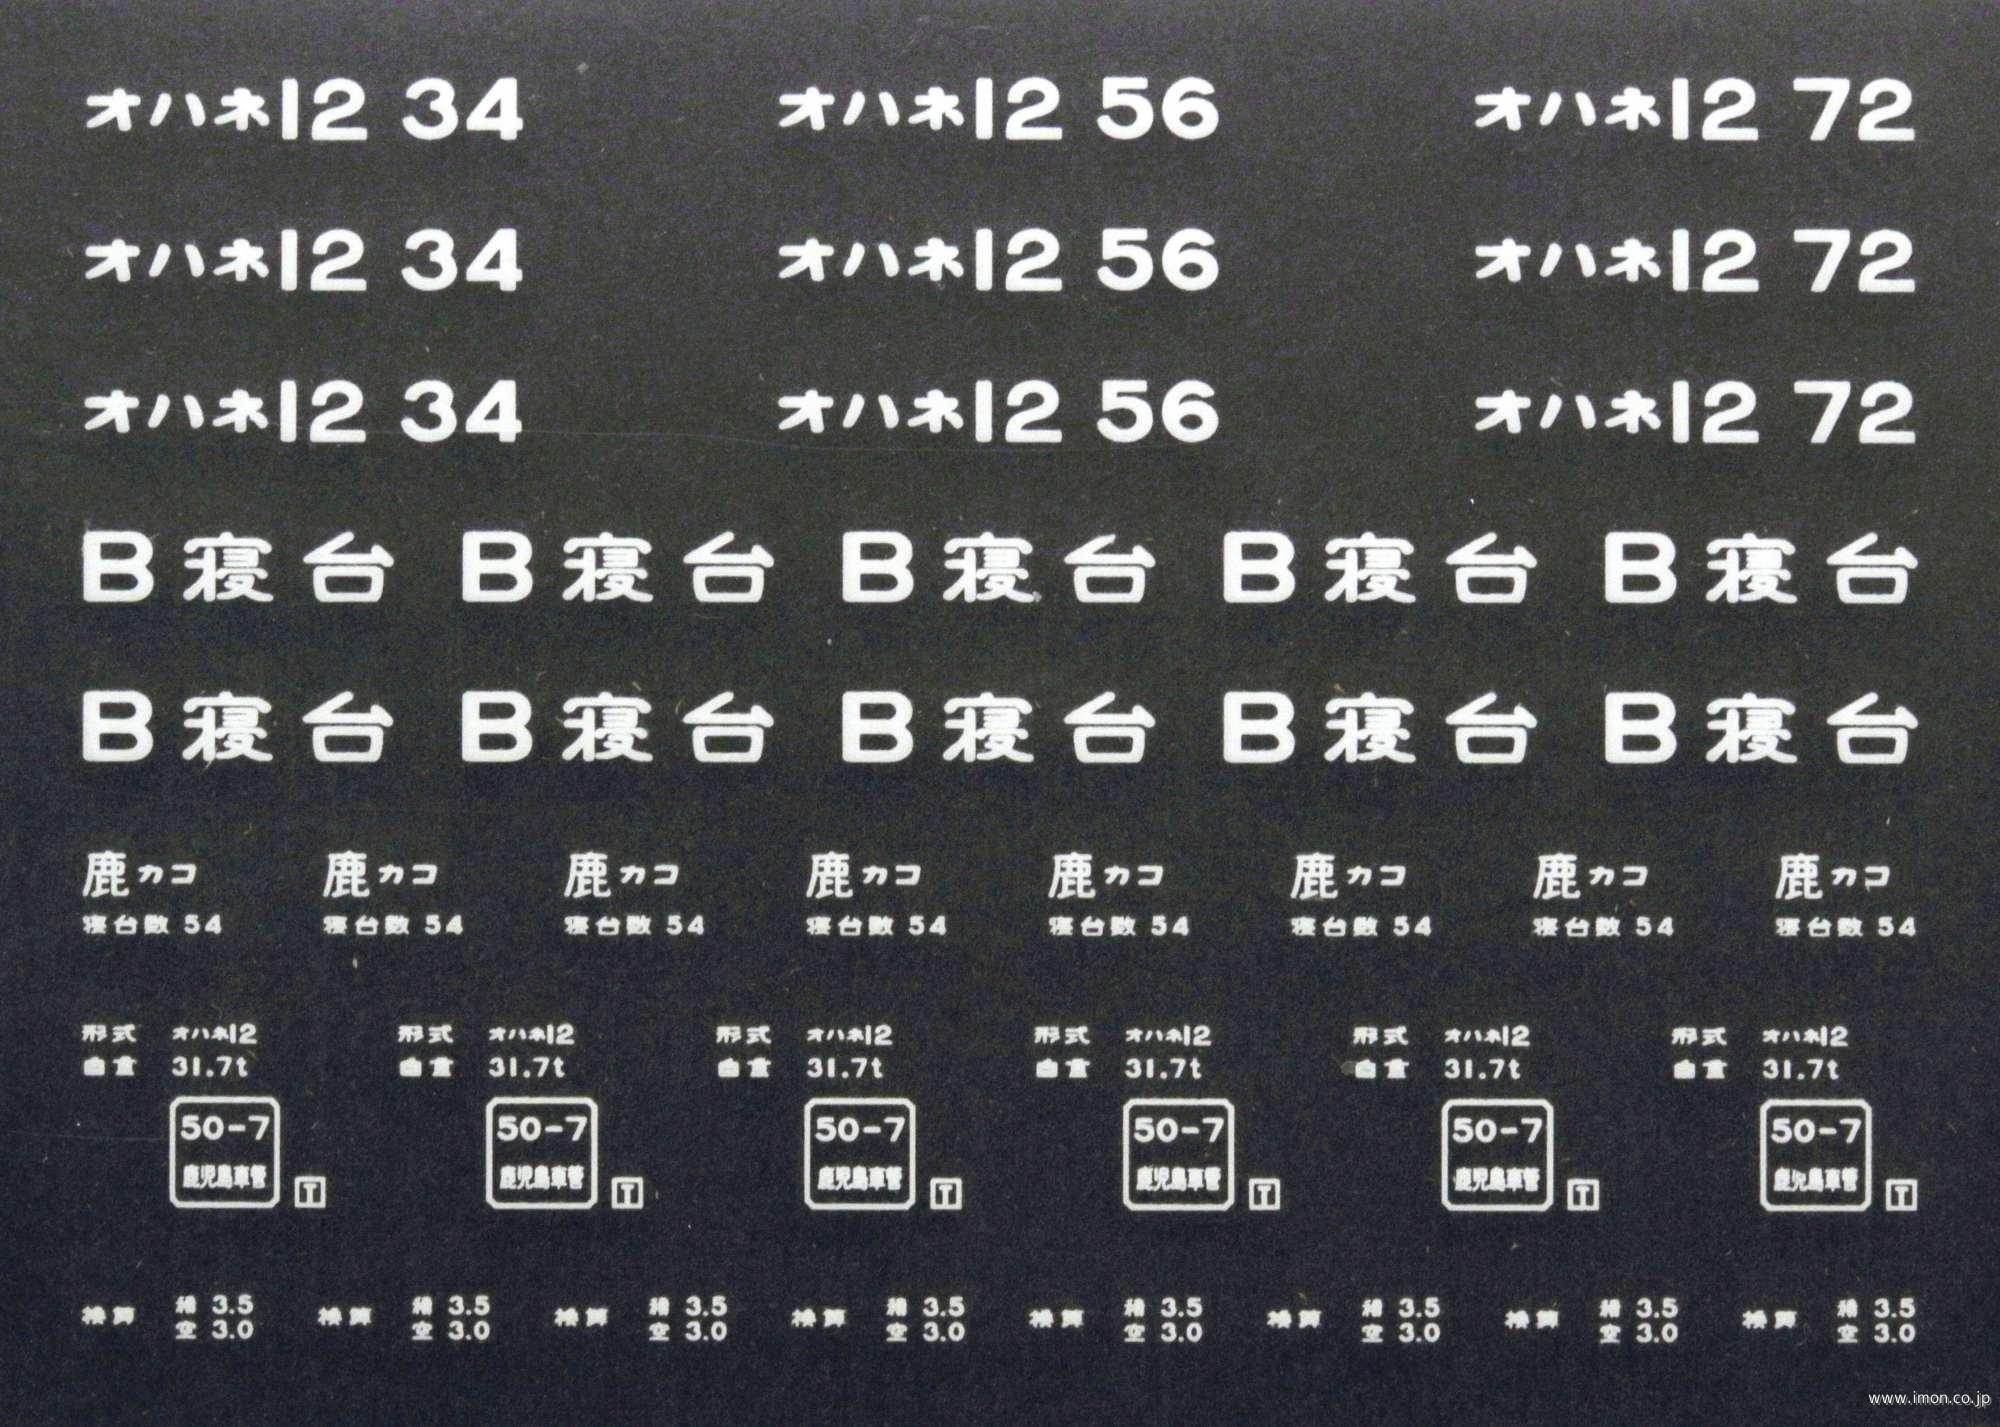 オハネ12 34 オハネ12 56 オハネ12 72
オハネ12 34 オハネ12 56 オハネ12 72
オハネ12 34 オハネ12 56 オハネ12 72
B寝台 B寝台 B寝台 B寝台 B寝台
B寝台 B寝台 B寝台 B寝台 B寝台
鹿カコ 鹿カコ 鹿カコ 鹿カコ 鹿カコ 鹿カコ 鹿カコ 鹿カコ
寝台数 54 寝台数 54 寝台数 54 寝台数 54 寝台数 54 寝台数 54 寝台数 54 寝台数 54
形式 オハネ12 形式 オハネ12 形式 オハネ12 形式 オハネ12 形式 オハネ12 形式 オハネ12
自重 31.7t 自重 31.7t 自重 31.7t 自重 31.7t 自重 31.7t 自重 31.7t
50-7 50-7 50-7 50-7 50-7 50-7
鹿児島車管 T 鹿児島車管 T 鹿児島車管 T 鹿児島車管 T 鹿児島車管 T 鹿児島車管 T
換算 積 3.5 換算 積 3.5 換算 積 3.5 換算 積 3.5 換算 積 3.5 換算 積 3.5 換算 積 3.5 換算 積 3.5
空 3.0 空 3.0 空 3.0 空 3.0 空 3.0 空 3.0 空 3.0 空 3.0
www.imon.co.jp